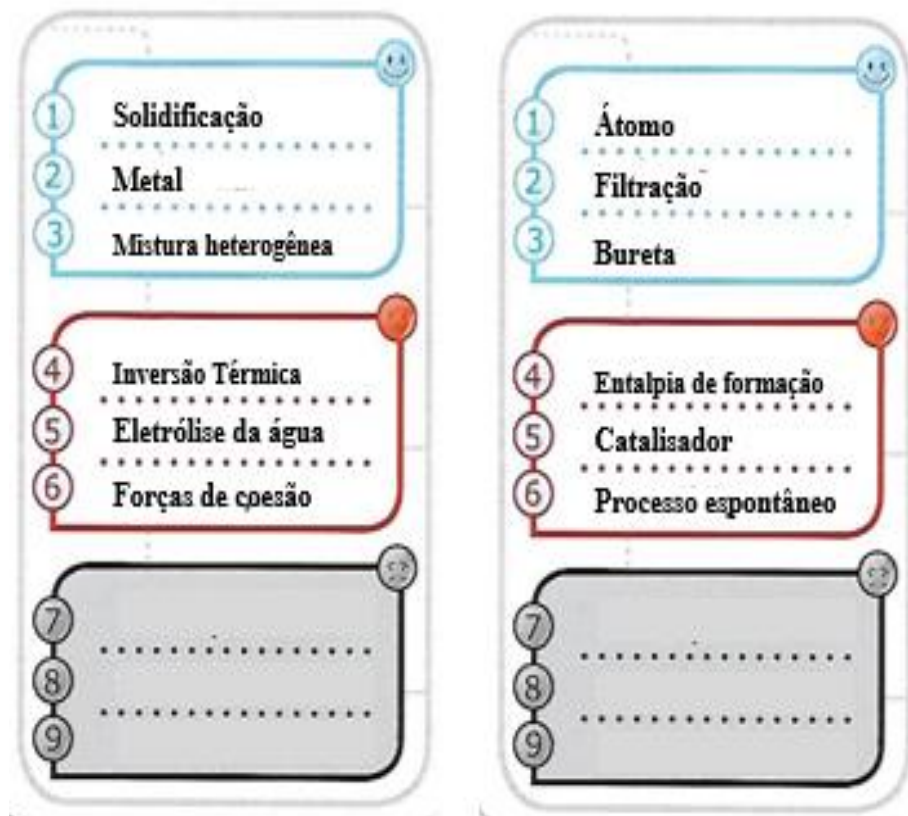 1 Solidificação
2 Metal
3 Mistura heterogênea
4 Inversão Térmica
5 Eletrólise da água
6 Forças de coesão
7
8
9
1 Átomo
2 Filtração
3 Bureta
4 Entalpia de formação
5 Catalisador
6 Processo espontâneo
7
8
9